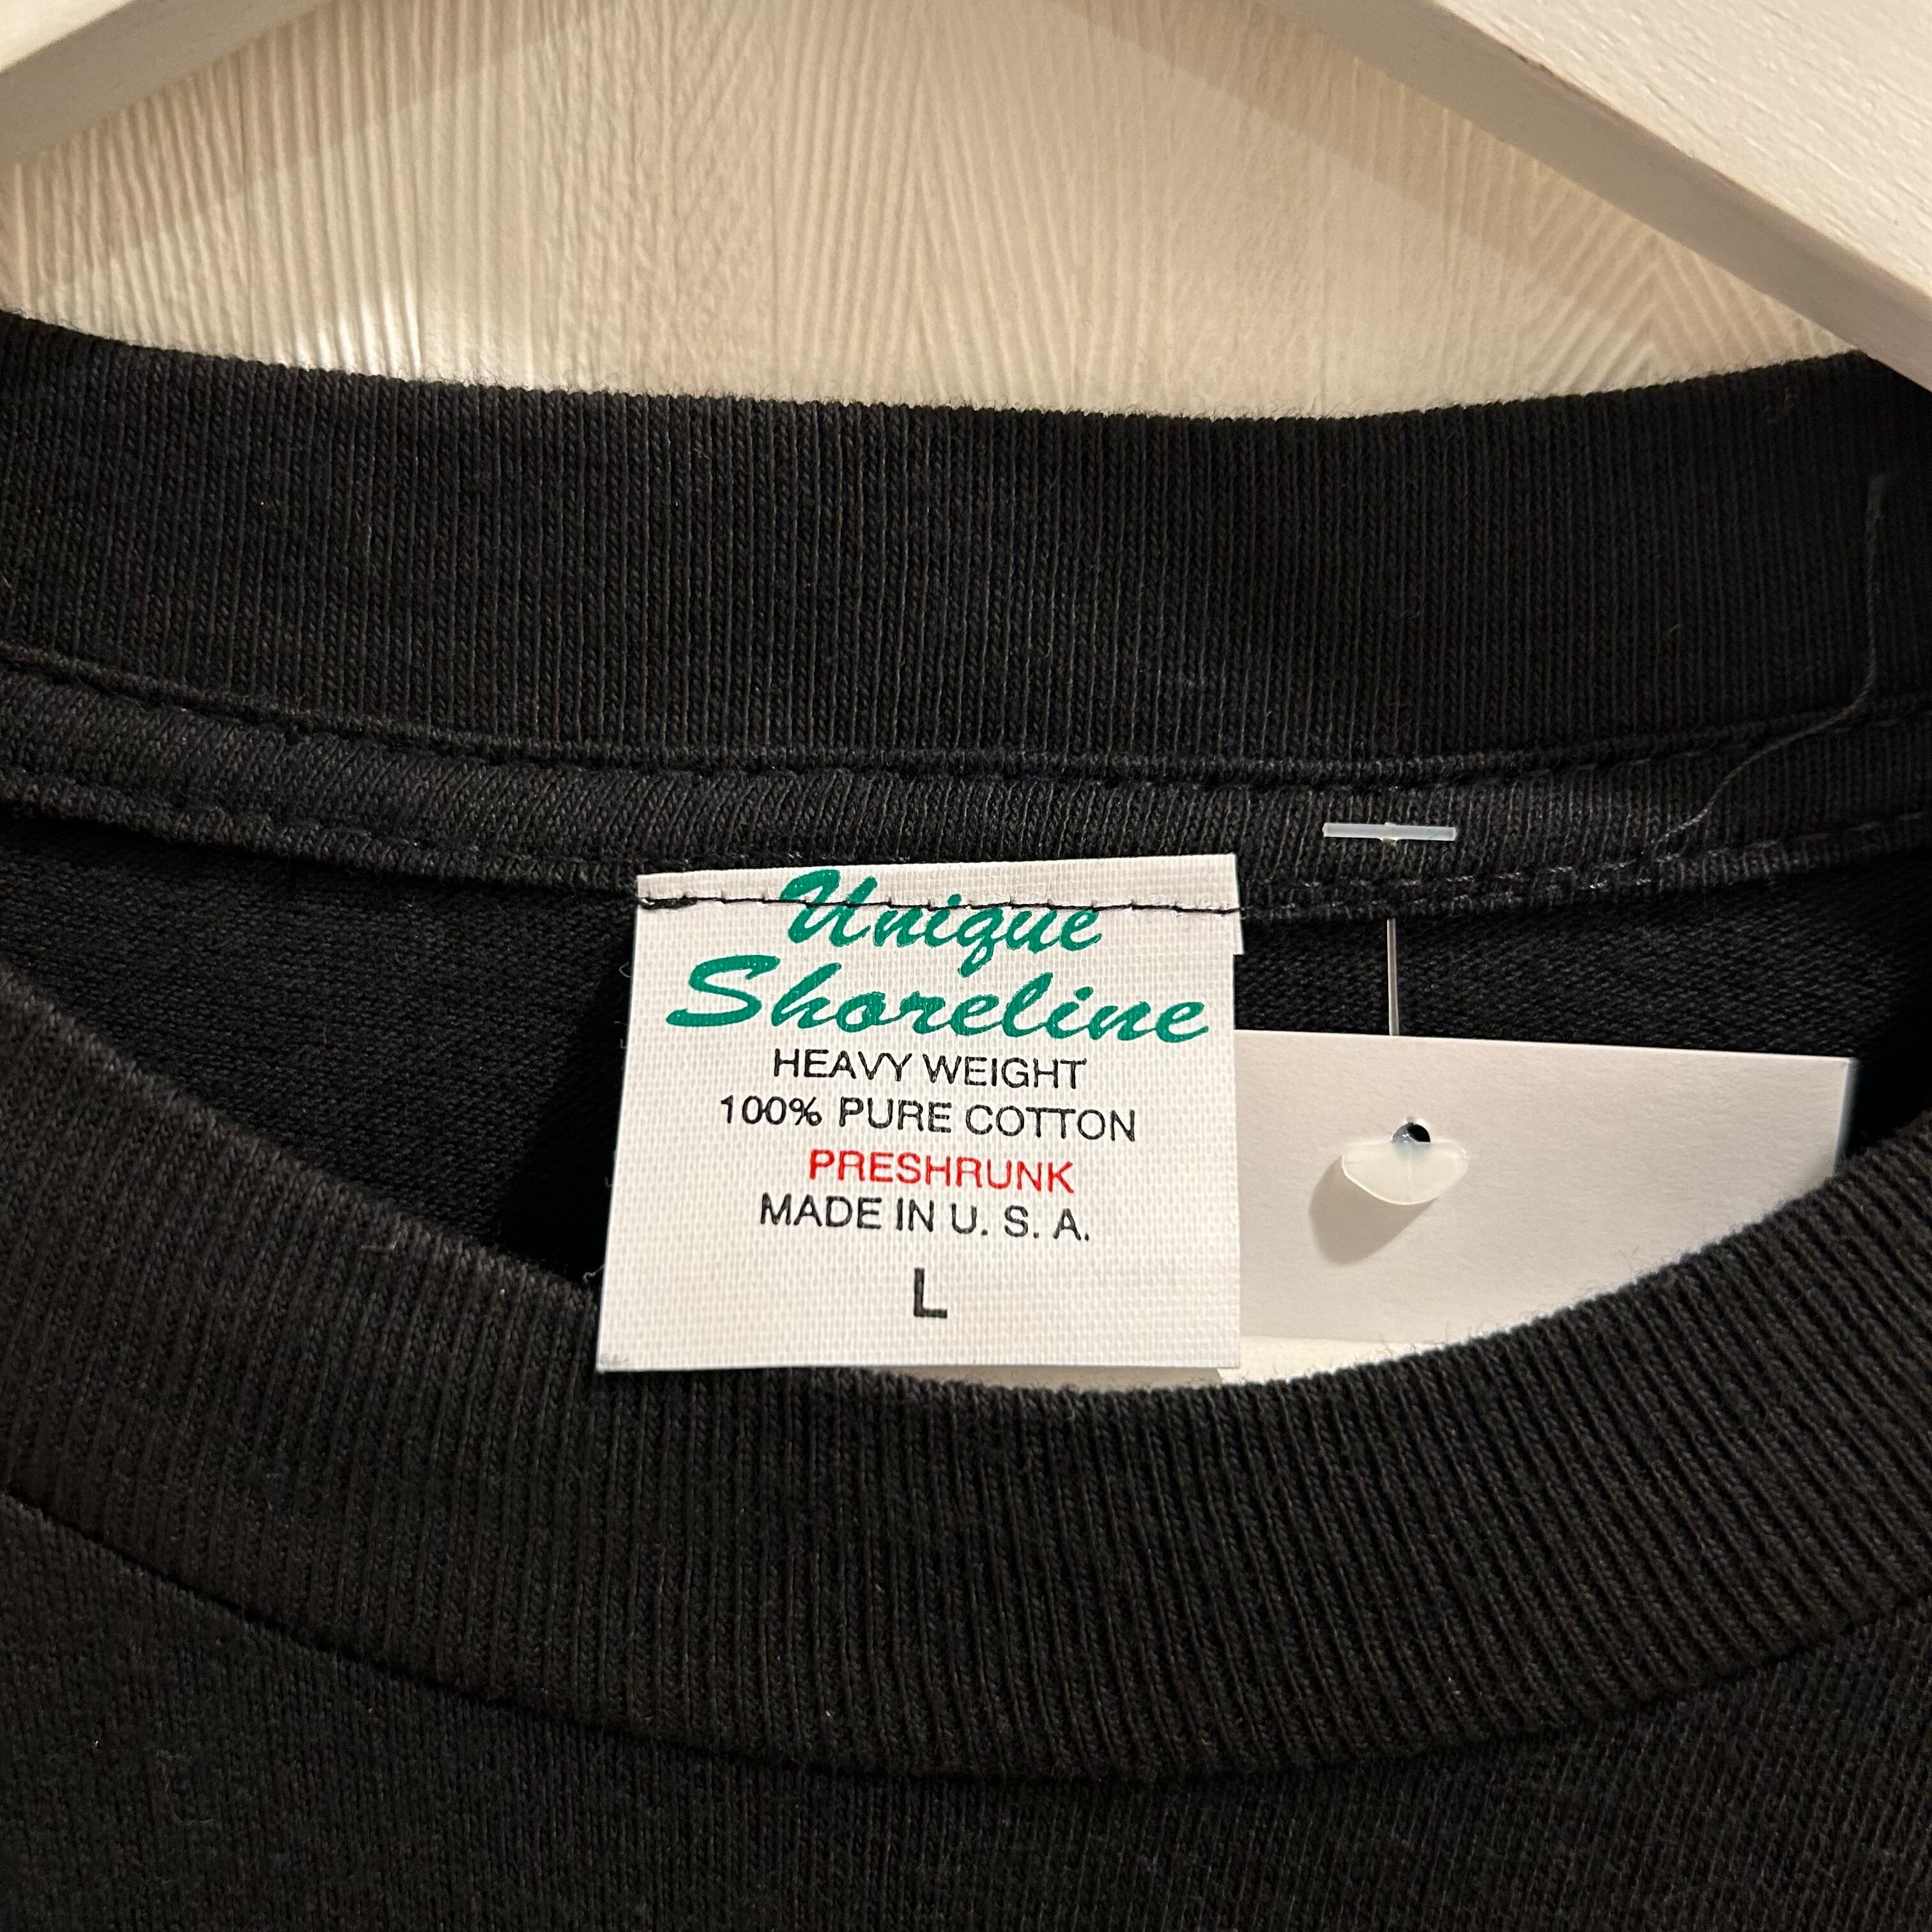 Unique
Shoreline
HEAVY WEIGHT
100% PURE COTTON
PRESHRUNK
MADE IN U. S. A.
L